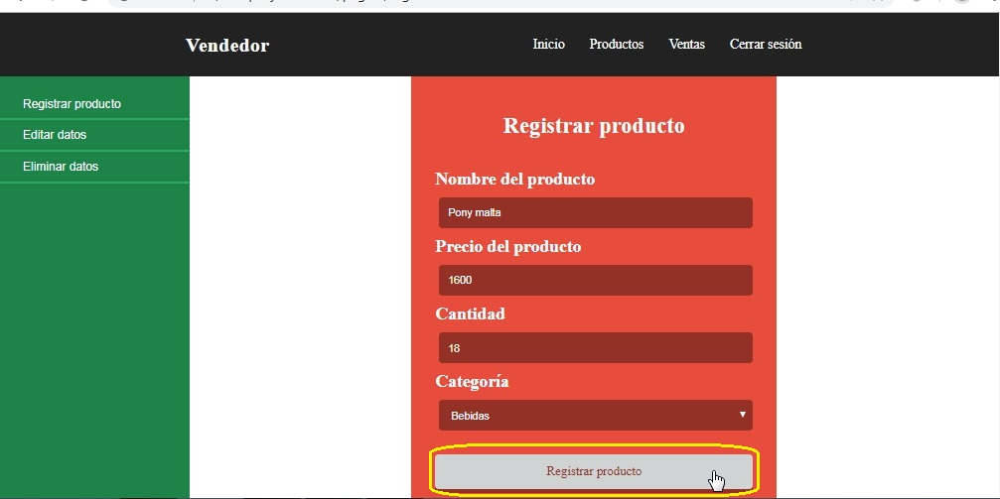 Vendedor
Inicio Productos Ventas Cerrar sesión
Registrar producto
Editar datos
Eliminar datos
Registrar producto
Nombre del producto
Pony malta
Precio del producto
1600
Cantidad
18
Categoría
Bebidas
Registrar producto